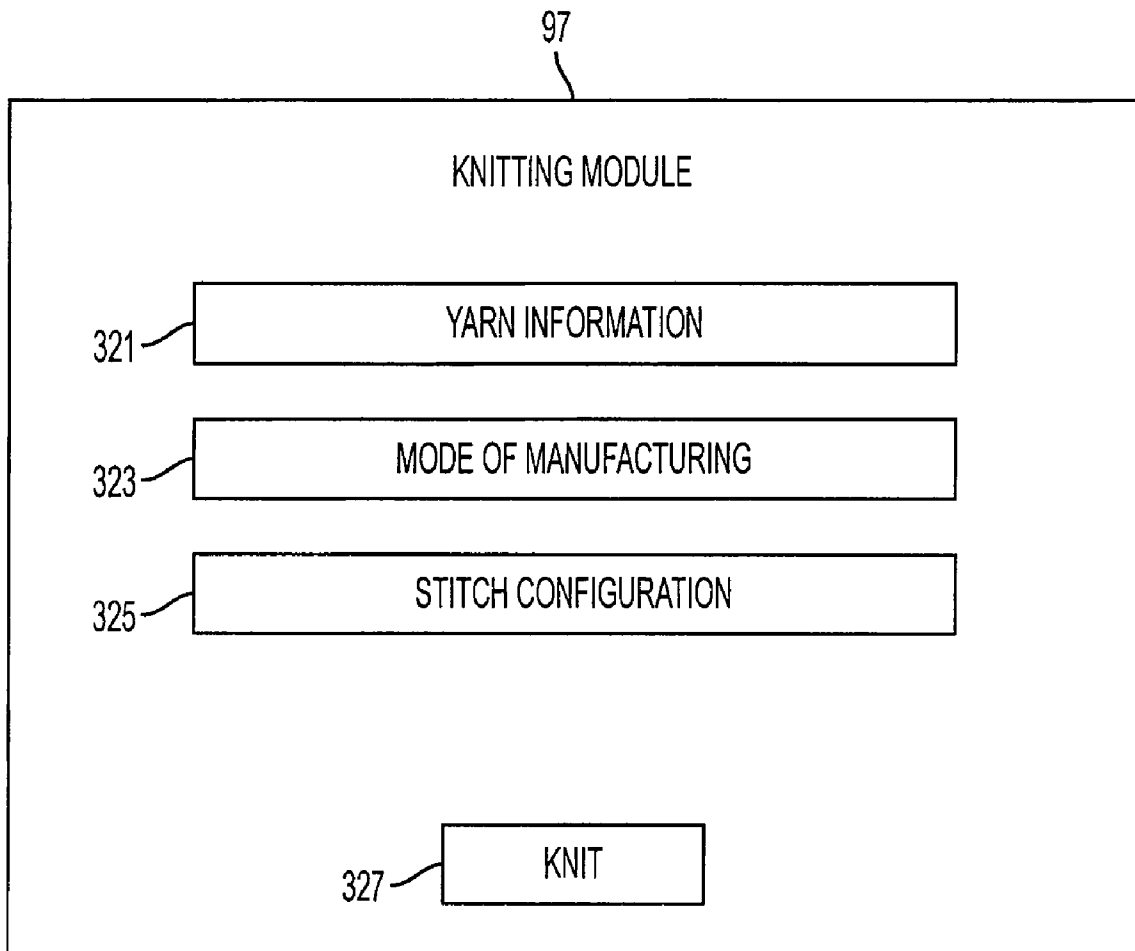 97
KNITTING MODULE
321
YARN INFORMATION
323
MODE OF MANUFACTURING
325
STITCH CONFIGURATION
327
KNIT